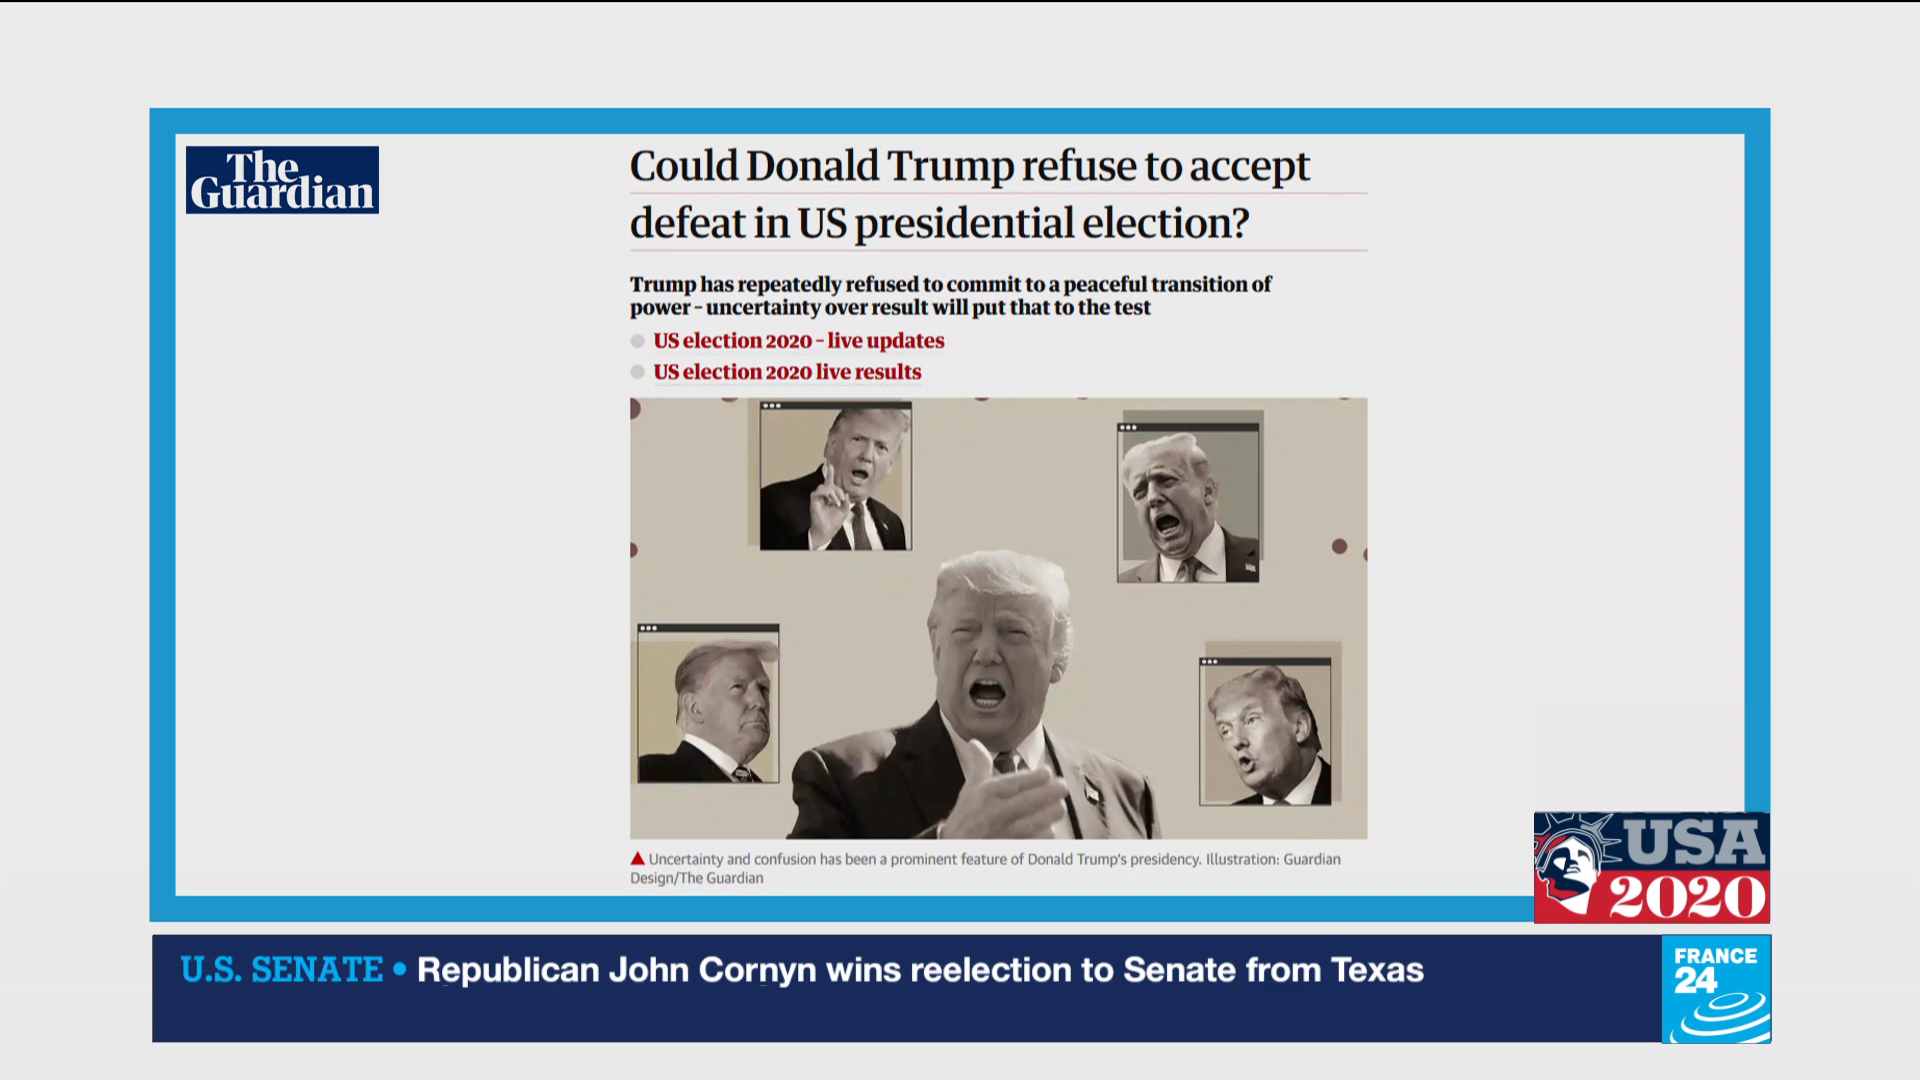 The
Guardian
Could Donald Trump refuse to accept
defeat in US presidential election?
Trump has repeatedly refused to commit to a peaceful transition of
power – uncertainty over result will put that to the test
US election 2020 – live updates
US election 2020 live results
Uncertainty and confusion has been a prominent feature of Donald Trump's presidency. Illustration: Guardian
Design/The Guardian
USA
2020
U.S. SENATE • Republican John Cornyn wins reelection to Senate from Texas
FRANCE
24